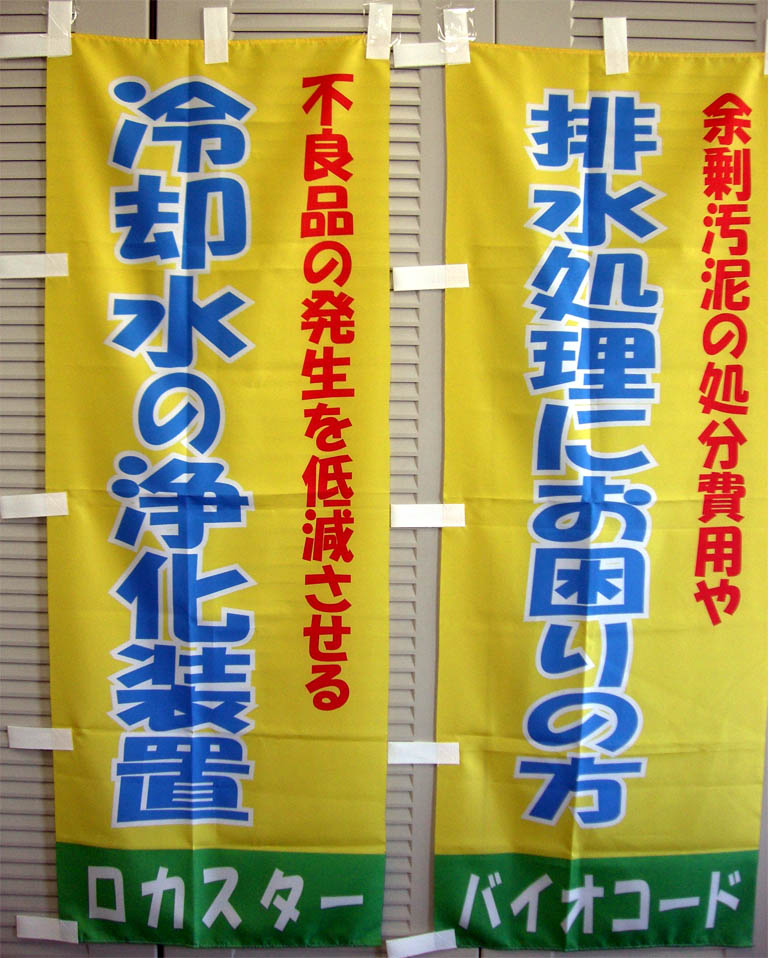 余剰汚泥の処分費用や
排水処理にお困りの方
バイオコード
不良品の発生を低減させる
冷却水の浄化装置
ロカスター